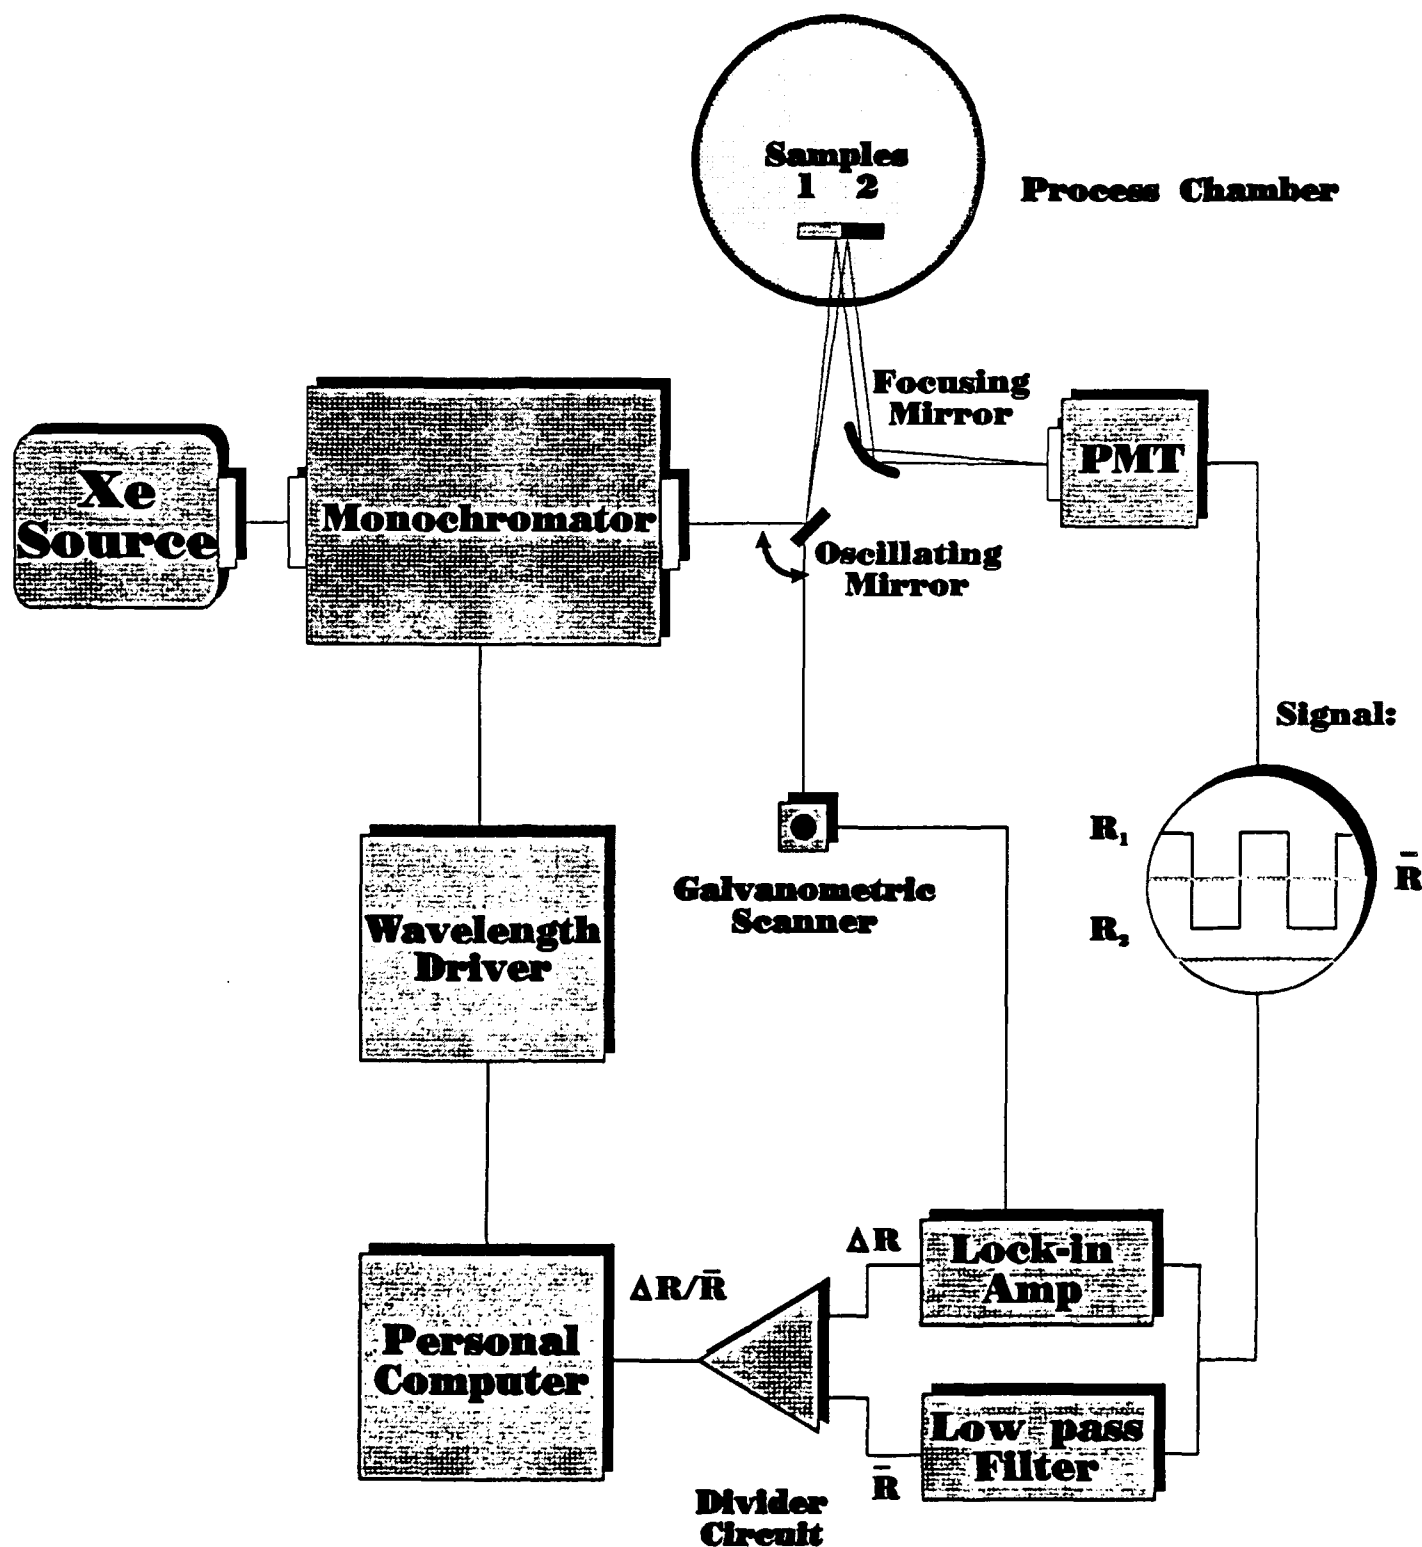 Samples
1 2
Process Chamber
Focusing
Mirror
PMT
Xe
Source
Monochromator
Oscillating
Mirror
Signal:
R₁
R̄
R₂
Galvanometric
Scanner
Wavelength
Driver
ΔR
Lock-in
Amp
ΔR/R̄
Personal
Computer
Low pass
Filter
R̄
Divider
Circuit